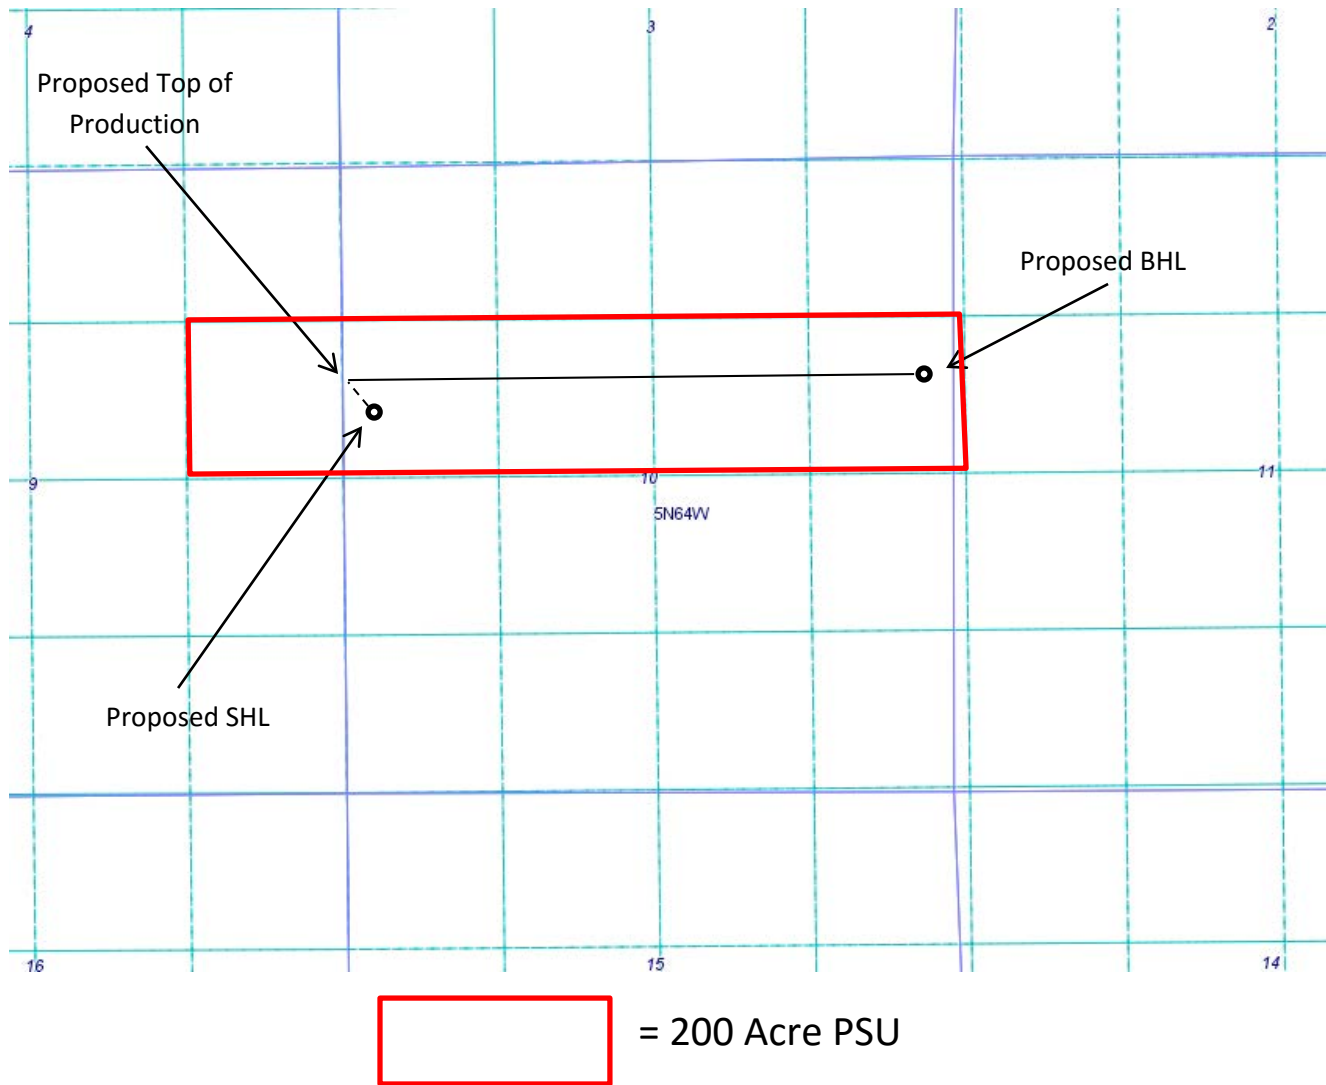 4
3
2
Proposed Top of
Production
Proposed BHL
9
10
11
5N64W
Proposed SHL
16
15
14
= 200 Acre PSU